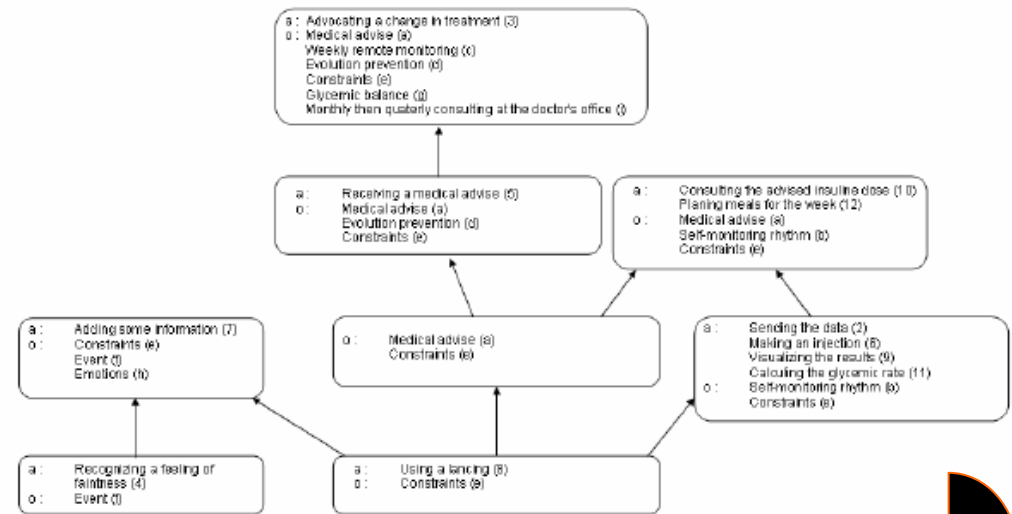 a : Advocating a change in treatment (3)
o : Medical advise (a)
Weekly remote monitoring (c)
Evolution prevention (d)
Constraints (e)
Glycemic balance (g)
Monthly then quaterly consulting at the doctor's office (i)
a : Receiving a medical advise (5)
o : Medical advise (a)
Evolution prevention (d)
Constraints (e)
a : Consulting the advised insuline dose (10)
Planing meals for the week (12)
o : Medical advise (a)
Self-monitoring rhythm (b)
Constraints (e)
a : Adding some information (7)
o : Constraints (e)
Event (f)
Emotions (h)
o : Medical advise (a)
Constraints (e)
a : Sending the data (2)
Making an injection
Visualizing the results (9)
Calculing the glycemic rate (11)
o : Self-monitoring rhythm (b)
Constraints (e)
a : Recognizing a feeling of
faintness (4)
o : Event (f)
a : Using a lancing
o : Constraints (e)